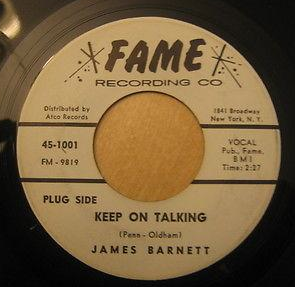 FAME
RECORDING CO
Distributed by
Atco Records
1841 Broadway
New York, N. Y.
45-1001
FM - 9819
VOCAL
Pub., Fame,
BMI
Time: 2:27
PLUG SIDE
KEEP ON TALKING
(Penn - Oldham)
JAMES BARNETT